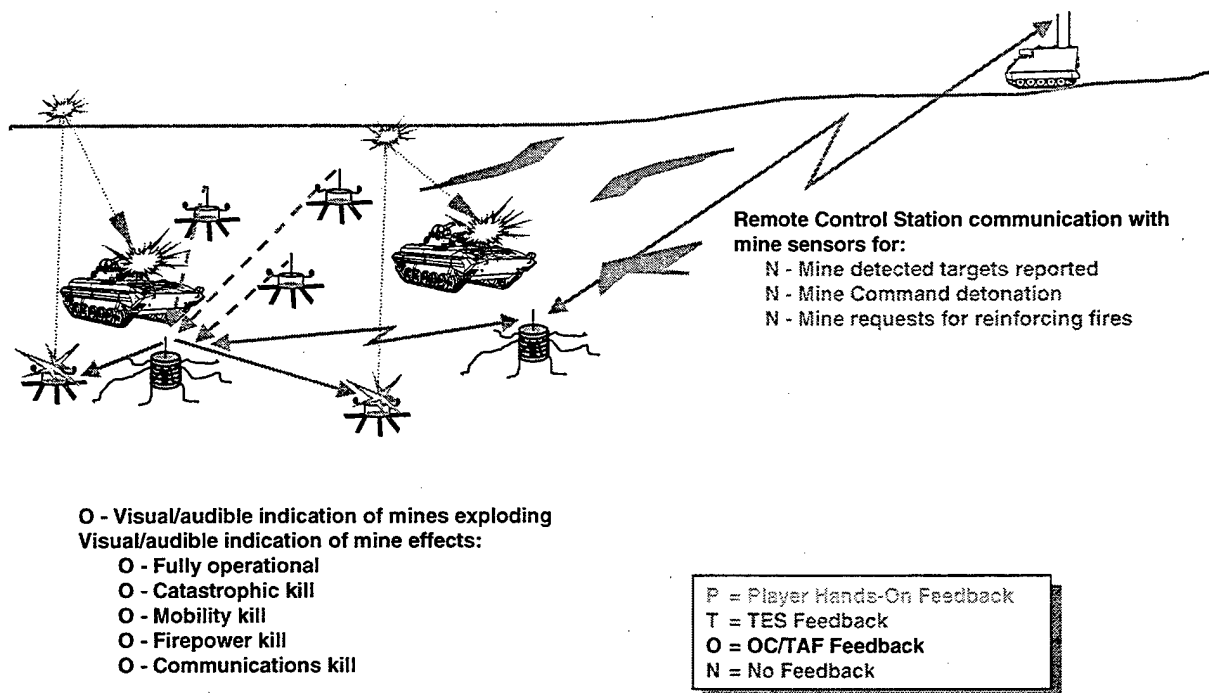 Remote Control Station communication with
mine sensors for:
N - Mine detected targets reported
N - Mine Command detonation
N - Mine requests for reinforcing fires
O - Visual/audible indication of mines exploding
Visual/audible indication of mine effects:
O - Fully operational
O - Catastrophic kill
O - Mobility kill
O - Firepower kill
O - Communications kill
P = Player Hands-On Feedback
T = TES Feedback
O = OC/TAF Feedback
N = No Feedback